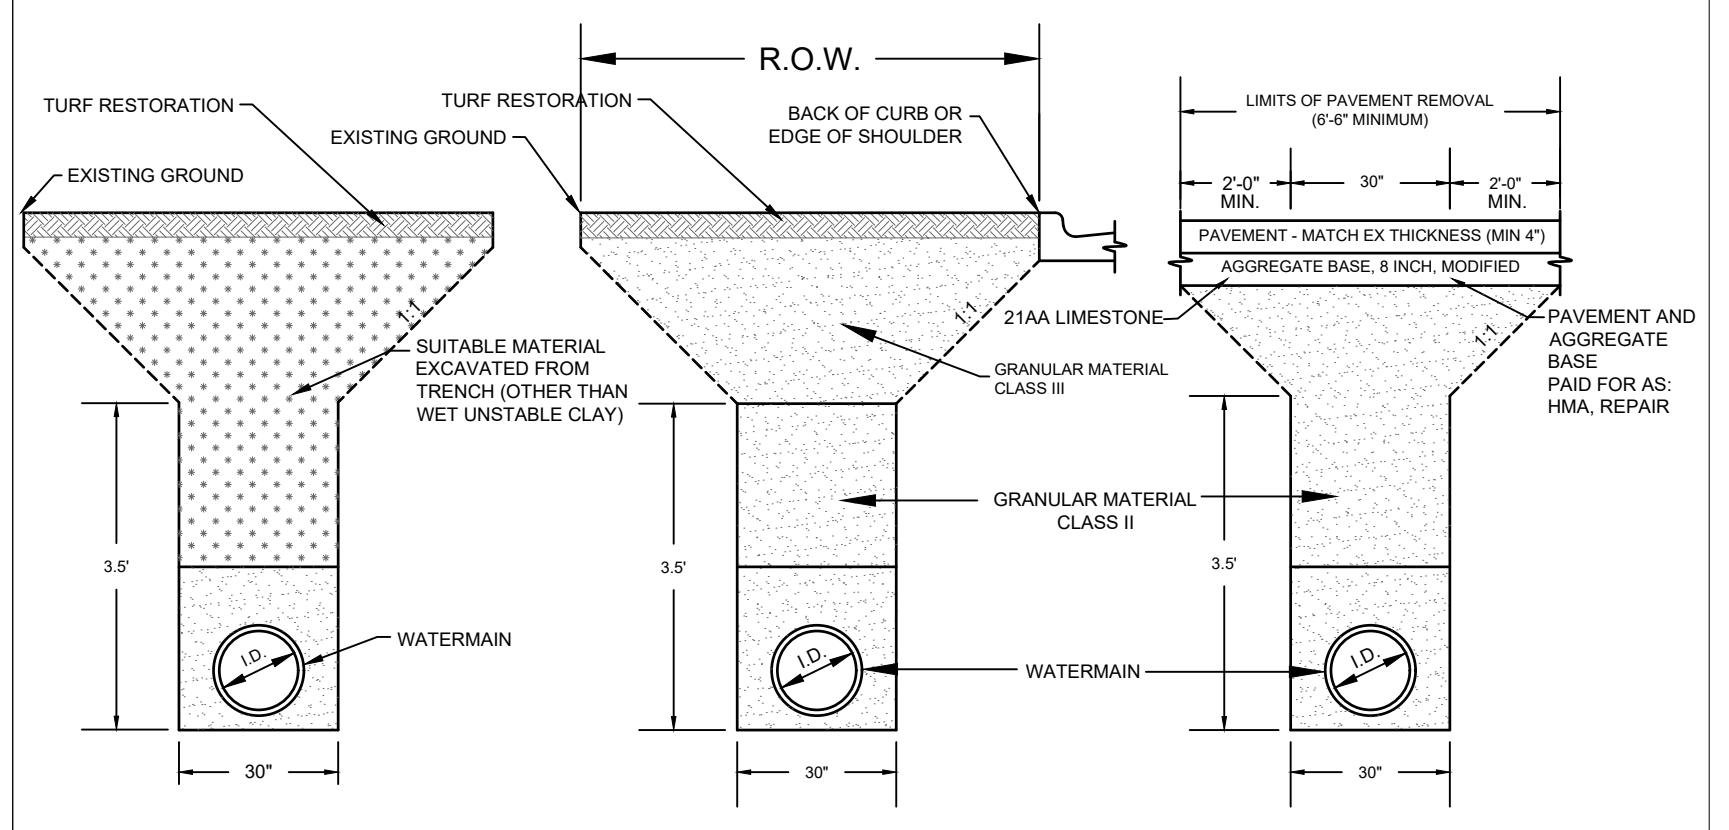 TURF RESTORATION
EXISTING GROUND
1:1
SUITABLE MATERIAL
EXCAVATED FROM
TRENCH (OTHER THAN
WET UNSTABLE CLAY)
3.5'
I.D.
WATERMAIN
30"
R.O.W.
TURF RESTORATION
EXISTING GROUND
BACK OF CURB OR
EDGE OF SHOULDER
1:1
GRANULAR MATERIAL
CLASS III
GRANULAR MATERIAL
CLASS II
3.5'
I.D.
WATERMAIN
30"
LIMITS OF PAVEMENT REMOVAL
(6'-6" MINIMUM)
2'-0"
MIN.
30"
2'-0"
MIN.
PAVEMENT - MATCH EX THICKNESS (MIN 4")
AGGREGATE BASE, 8 INCH, MODIFIED
21AA LIMESTONE
1:1
PAVEMENT AND
AGGREGATE
BASE
PAID FOR AS:
HMA, REPAIR
3.5'
I.D.
30"